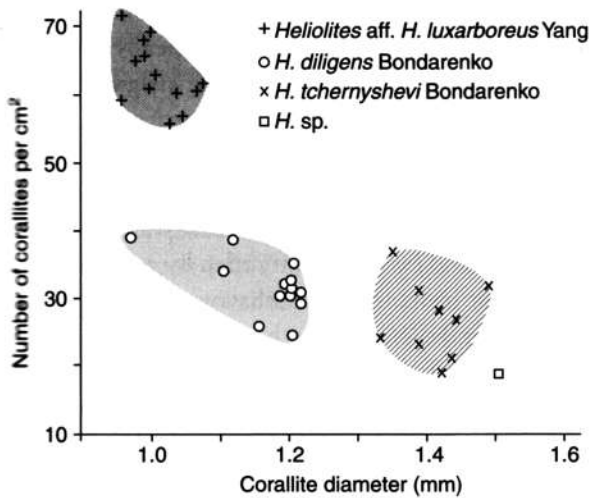 + Heliolites aff. H. luxarboreus Yang
o H. diligens Bondarenko
x H. tchernyshevi Bondarenko
□ H. sp.
Number of corallites per cm²
70
50
30
10
1.0 1.2 1.4 1.6
Corallite diameter (mm)